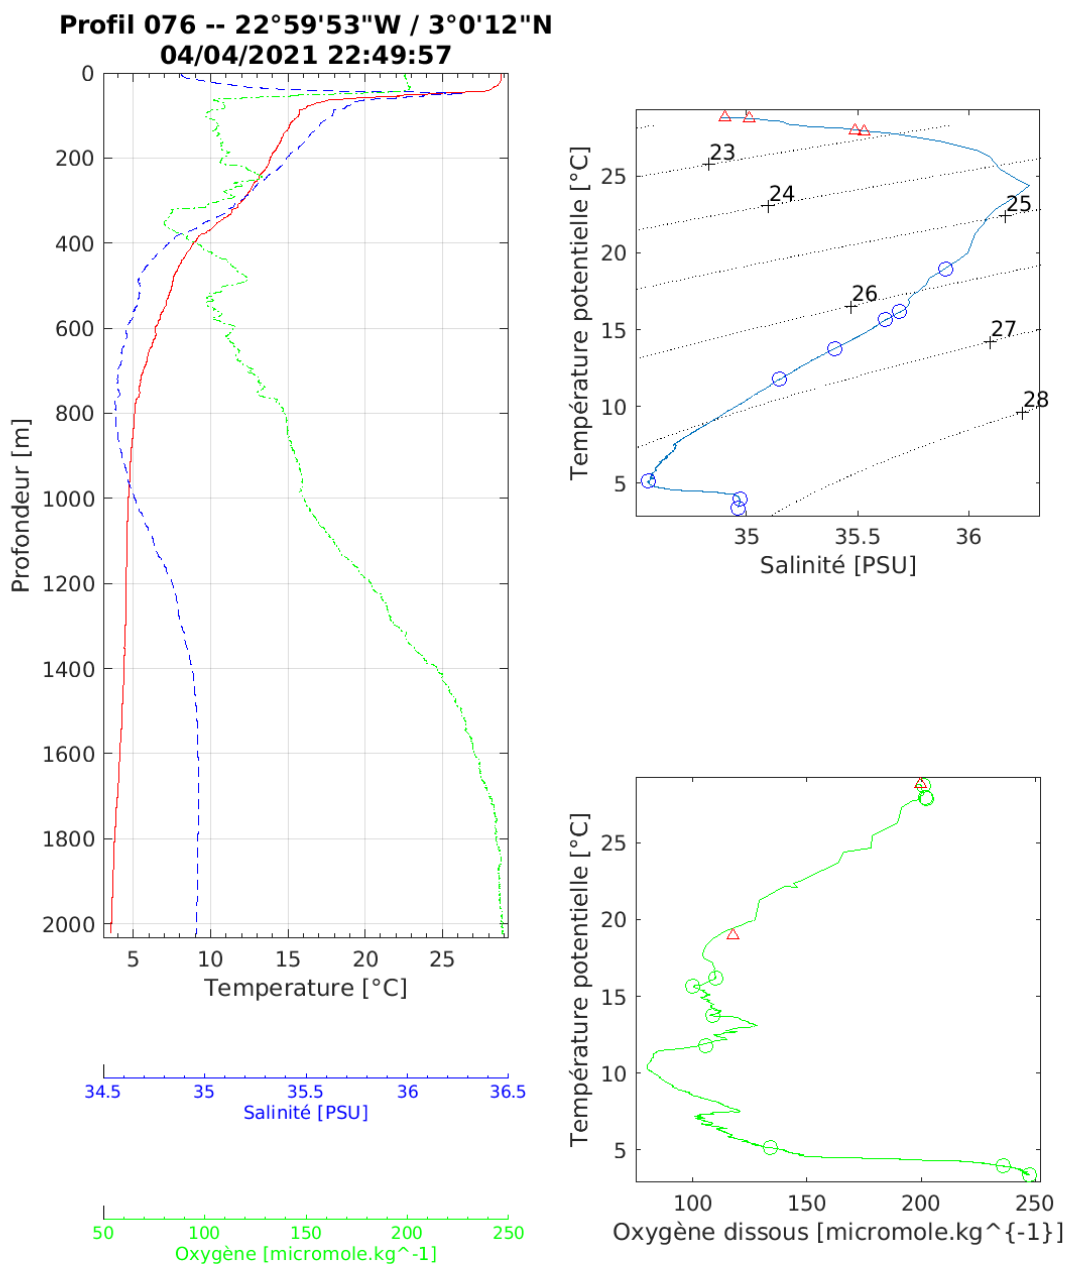 Profil 076 -- 22°59'53"W / 3°0'12"N
04/04/2021 22:49:57
0
200
400
600
800
1000
1200
1400
1600
1800
2000
Profondeur [m]
5 10 15 20 25
Temperature [°C]
34.5 35 35.5 36 36.5
Salinité [PSU]
50 100 150 200 250
Oxygène [micromole.kg^-1]
23
24
25
26
27
28
25
20
15
10
5
Température potentielle [°C]
35 35.5 36
Salinité [PSU]
25
20
15
10
5
Température potentielle [°C]
100 150 200 250
Oxygène dissous [micromole.kg^{-1}]